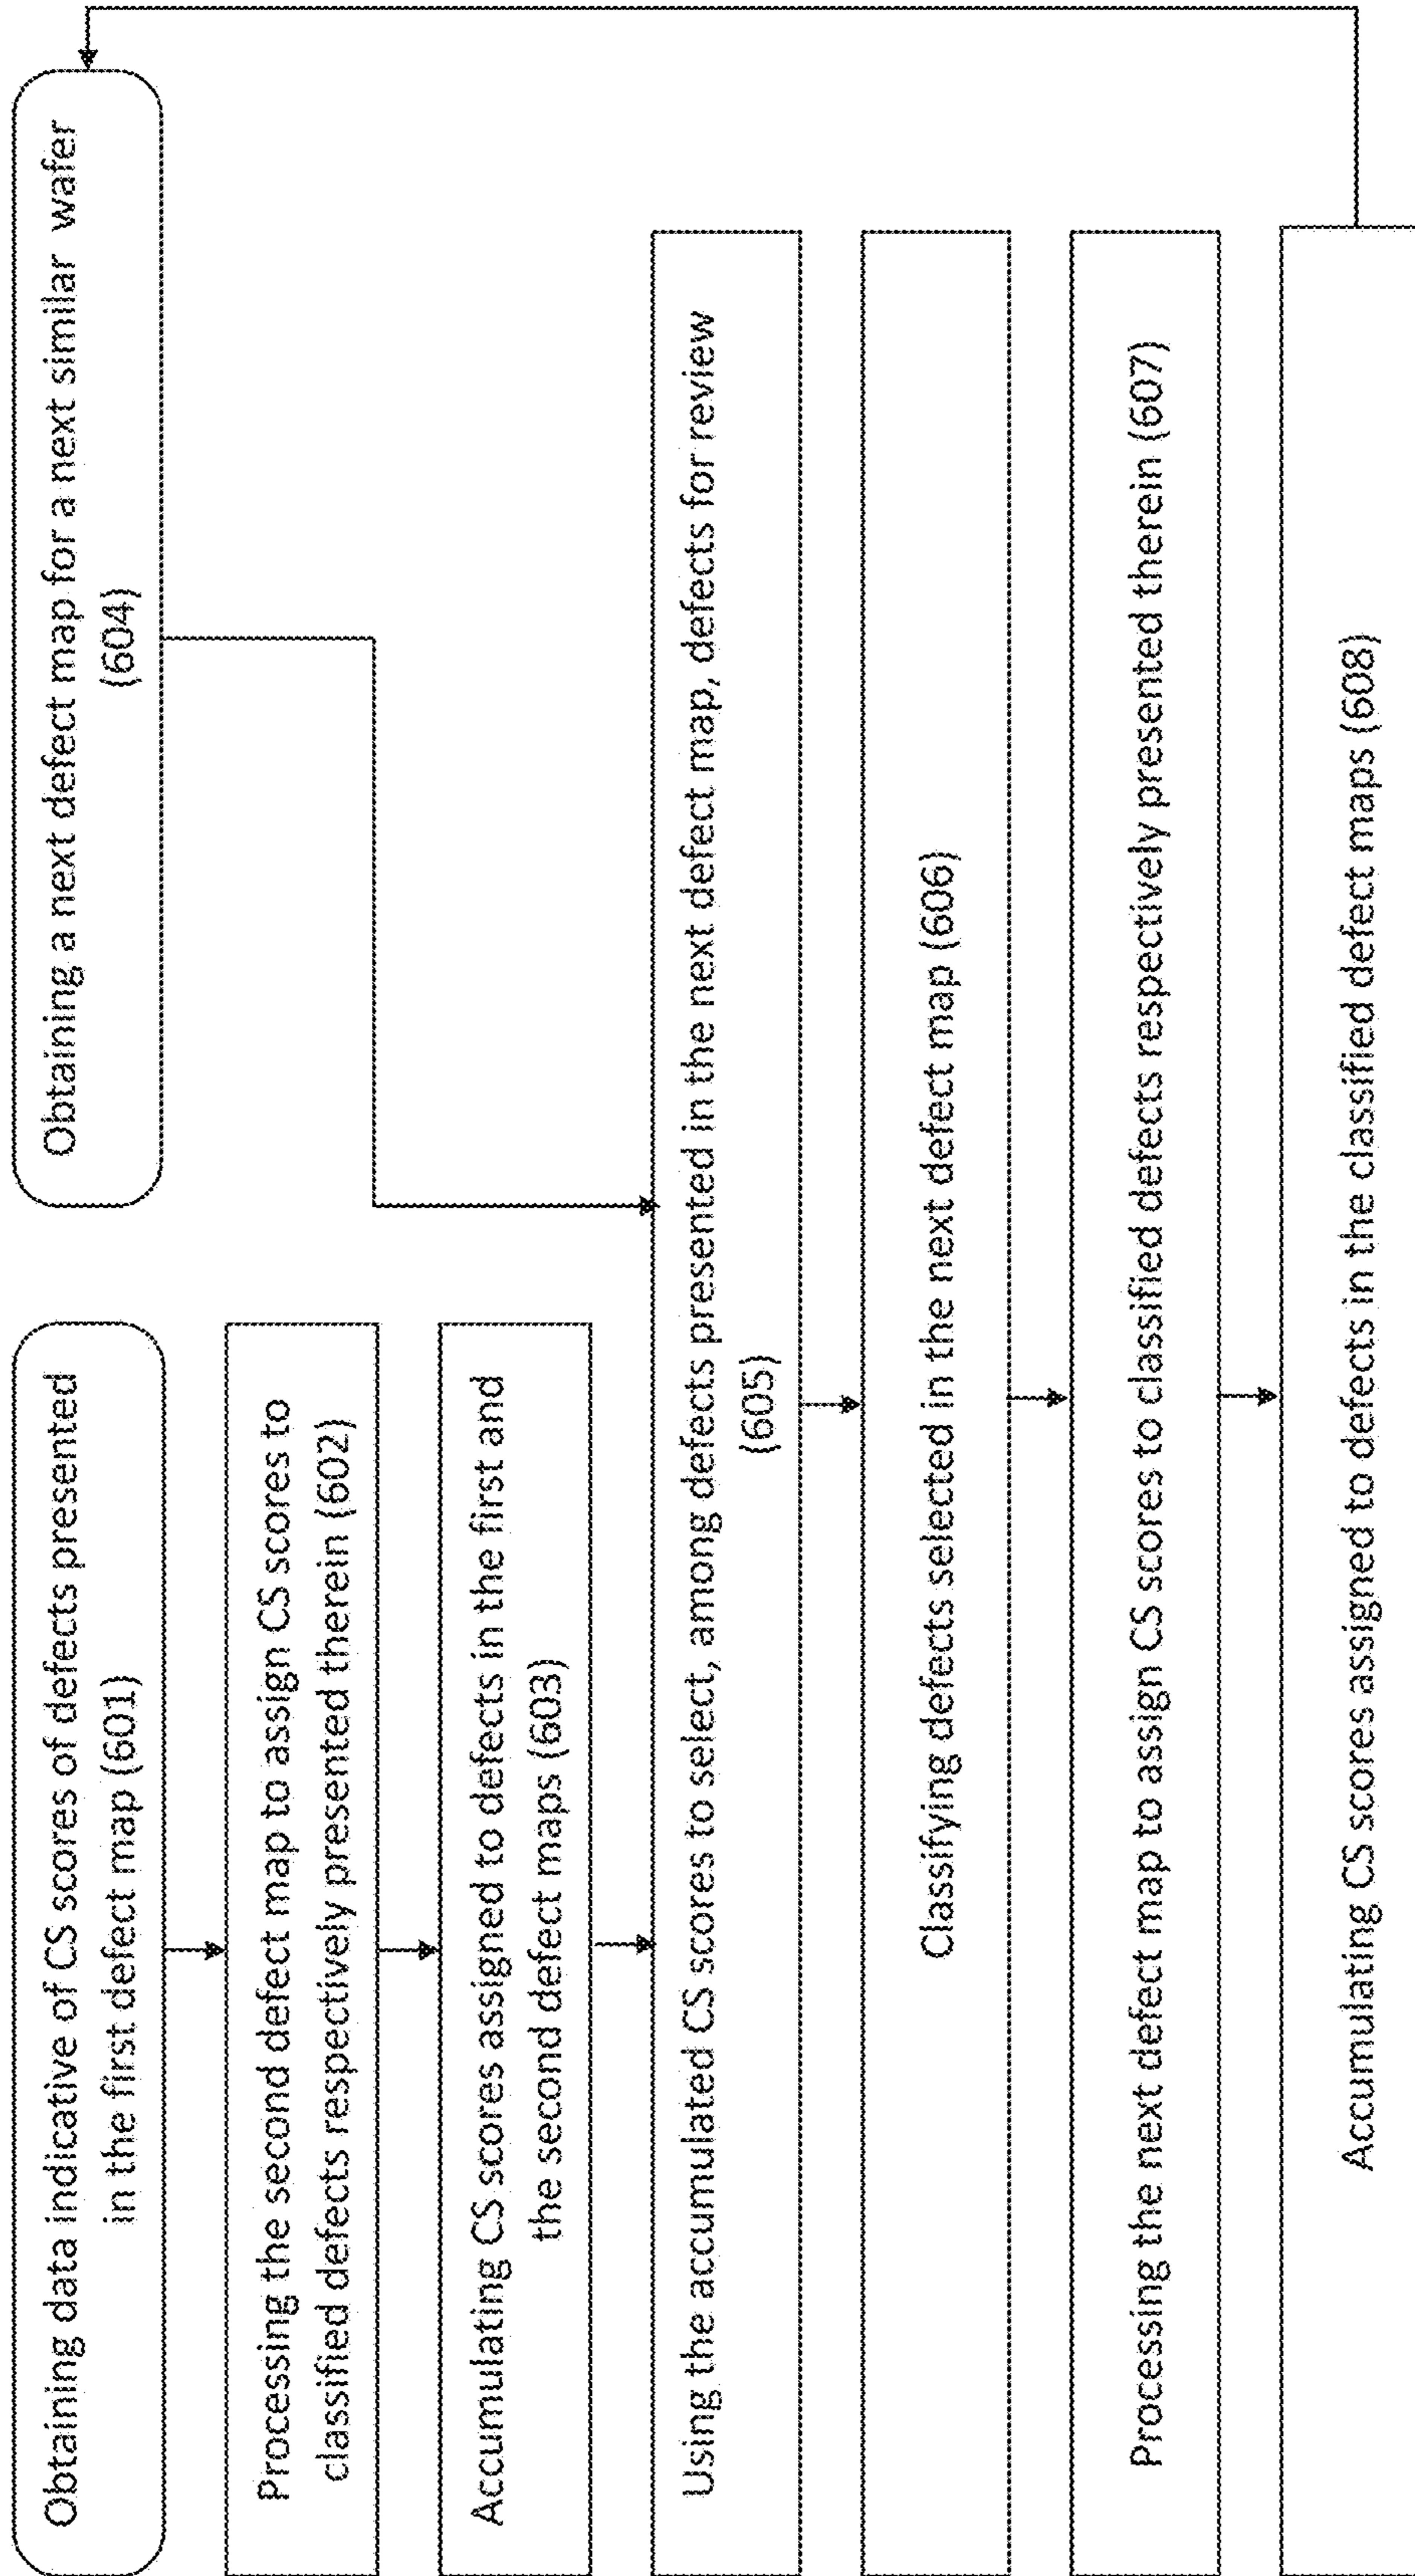 Obtaining data indicative of CS scores of defects presented
in the first defect map (601)
Processing the second defect map to assign CS scores to
classified defects respectively presented therein (602)
Accumulating CS scores assigned to defects in the first and
the second defect maps (603)
Obtaining a next defect map for a next similar wafer
(604)
Using the accumulated CS scores to select, among defects presented in the next defect map, defects for review
(605)
Classifying defects selected in the next defect map (606)
Processing the next defect map to assign CS scores to classified defects respectively presented therein (607)
Accumulating CS scores assigned to defects in the classified defect maps (608)